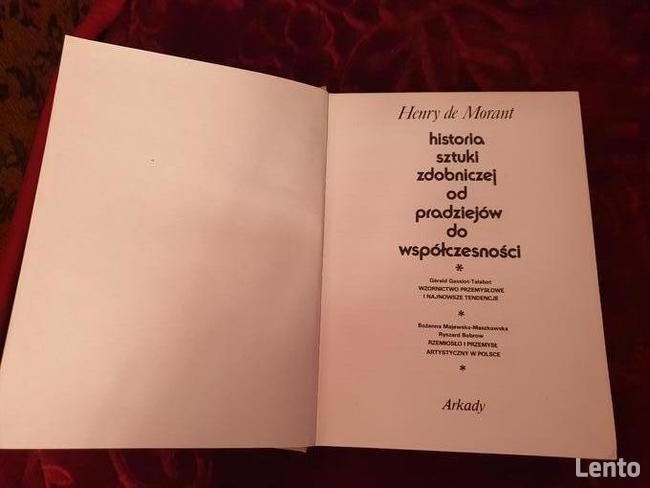 Henry de Morant
historia
sztuki
zdobniczej
od
pradziejów
do
współczesności
*
Gérald Gassiot-Talabot
WZORNICTWO PRZEMYSŁOWE
I NAJNOWSZE TENDENCJE
*
Bożenna Majewska-Maszkowska
Ryszard Bobrow
RZEMIOSŁO I PRZEMYSŁ
ARTYSTYCZNY W POLSCE
*
Arkady
Lento